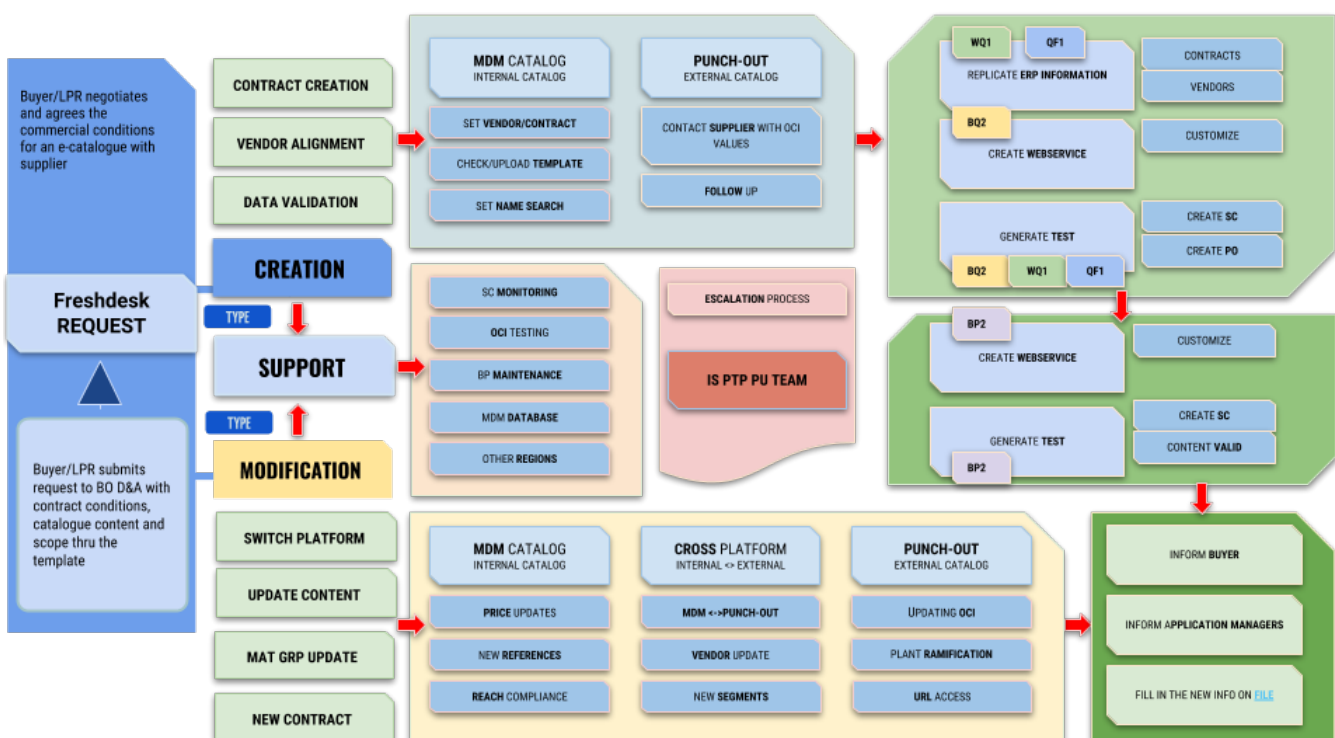 Buyer/LPR negotiates
and agrees the
commercial conditions
for an e-catalogue with
supplier
Freshdesk
REQUEST
Buyer/LPR submits
request to BO D&A with
contract conditions,
catalogue content and
scope thru the
template
CONTRACT CREATION
VENDOR ALIGNMENT
DATA VALIDATION
CREATION
TYPE
SUPPORT
TYPE
MODIFICATION
SWITCH PLATFORM
UPDATE CONTENT
MAT GRP UPDATE
NEW CONTRACT
MDM CATALOG
INTERNAL CATALOG
SET VENDOR/CONTRACT
CHECK/UPLOAD TEMPLATE
SET NAME SEARCH
PUNCH-OUT
EXTERNAL CATALOG
CONTACT SUPPLIER WITH OCI
VALUES
FOLLOW UP
SC MONITORING
OCI TESTING
BP MAINTENANCE
MDM DATABASE
OTHER REGIONS
ESCALATION PROCESS
IS PTP PU TEAM
MDM CATALOG
INTERNAL CATALOG
PRICE UPDATES
NEW REFERENCES
REACH COMPLIANCE
CROSS PLATFORM
INTERNAL <> EXTERNAL
MDM <->PUNCH-OUT
VENDOR UPDATE
NEW SEGMENTS
PUNCH-OUT
EXTERNAL CATALOG
UPDATING OCI
PLANT RAMIFICATION
URL ACCESS
WQ1
QF1
REPLICATE ERP INFORMATION
CONTRACTS
VENDORS
BQ2
CREATE WEBSERVICE
CUSTOMIZE
GENERATE TEST
BQ2
WQ1
QF1
CREATE SC
CREATE PO
BP2
CREATE WEBSERVICE
CUSTOMIZE
GENERATE TEST
BP2
CREATE SC
CONTENT VALID
INFORM BUYER
INFORM APPLICATION MANAGERS
FILL IN THE NEW INFO ON FILE